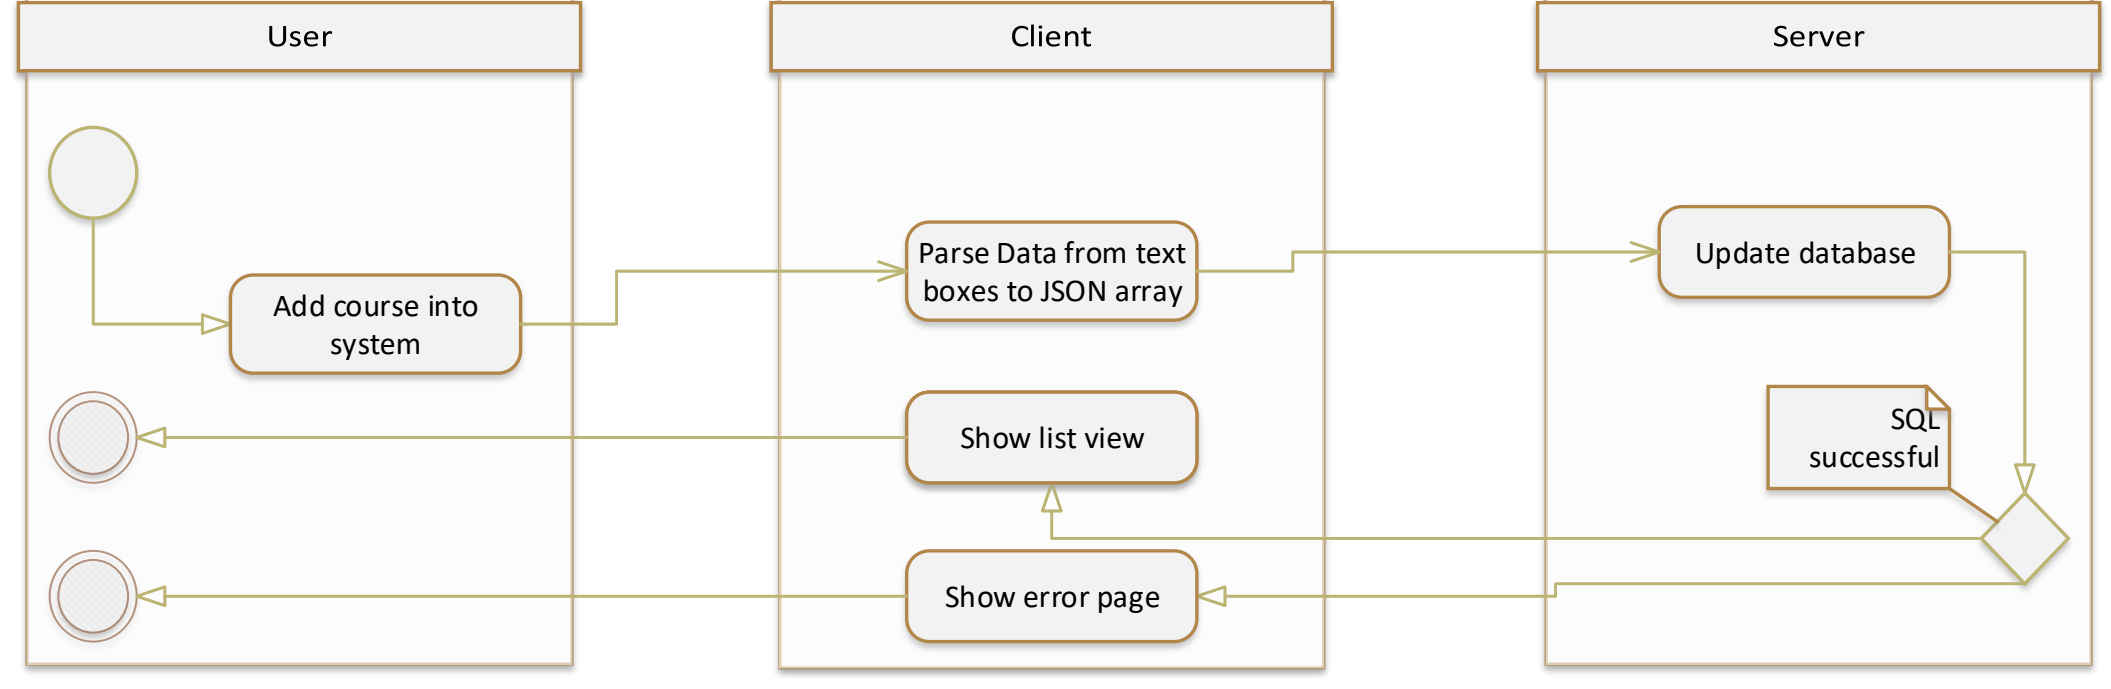 User
Client
Server
Add course into
system
Parse Data from text
boxes to JSON array
Update database
Show list view
SQL
successful
Show error page